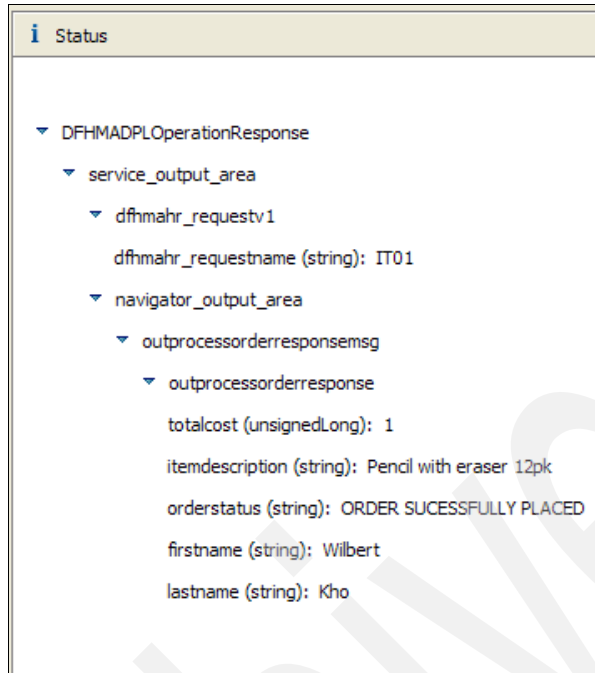 i Status
DFHMADPLOperationResponse
service_output_area
dfhmahr_requestv1
dfhmahr_requestname (string): IT01
navigator_output_area
outprocessorderresponsemsg
outprocessorderresponse
totalcost (unsignedLong): 1
itemdescription (string): Pencil with eraser 12pk
orderstatus (string): ORDER SUCESSFULLY PLACED
firstname (string): Wilbert
lastname (string): Kho